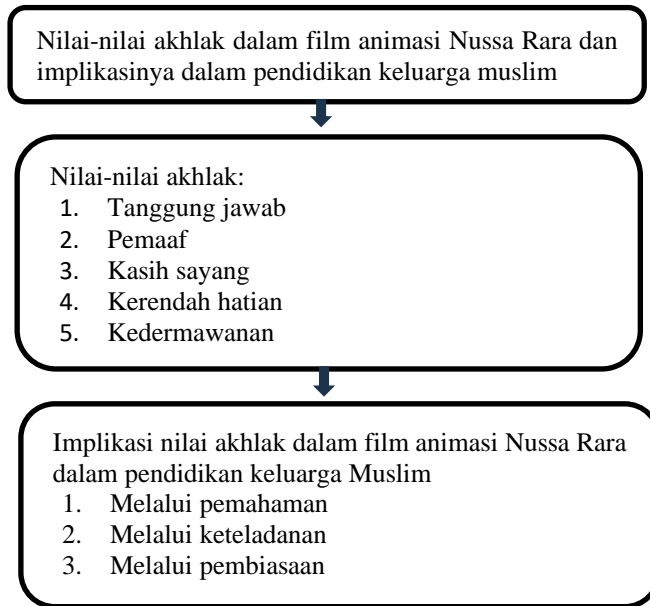 Nilai-nilai akhlak dalam film animasi Nussa Rara dan
implikasinya dalam pendidikan keluarga muslim
Nilai-nilai akhlak:
1. Tanggung jawab
2. Pemaaf
3. Kasih sayang
4. Kerendah hatian
5. Kedermawanan
Implikasi nilai akhlak dalam film animasi Nussa Rara
dalam pendidikan keluarga Muslim
1. Melalui pemahaman
2. Melalui keteladanan
3. Melalui pembiasaan